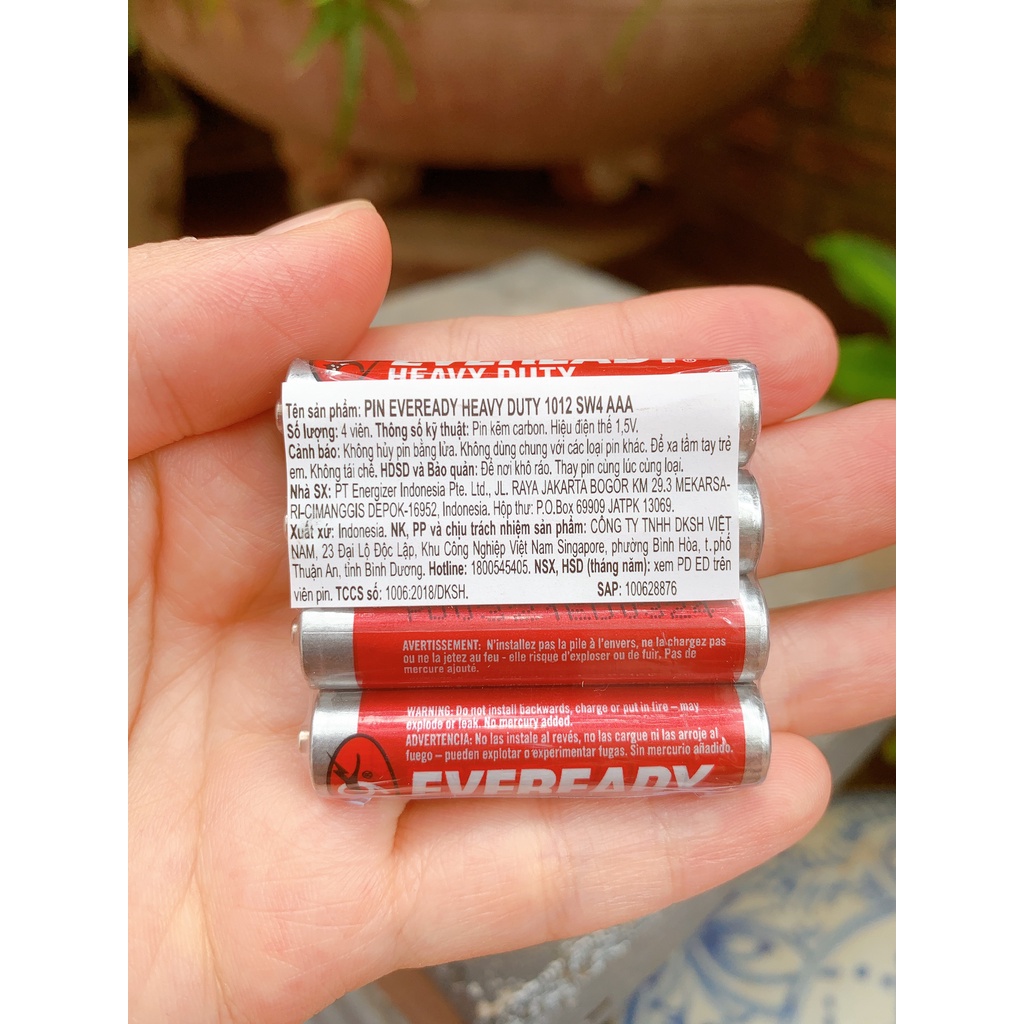 HEAVY DUTY
Tên sản phẩm: PIN EVEREADY HEAVY DUTY 1012 SW4 AAA
Số lượng: 4 viên. Thông số kỹ thuật: Pin kẽm carbon. Hiệu điện thế 1,5V.
Cảnh báo: Không hủy pin bằng lửa. Không dùng chung với các loại pin khác. Để xa tầm tay trẻ
em. Không tái chế. HDSD và Bảo quản: Để nơi khô ráo. Thay pin cùng lúc cùng loại.
Nhà SX: PT Energizer Indonesia Pte. Ltd., JL. RAYA JAKARTA BOGOR KM 29.3 MEKARSA-
RI-CIMANGGIS DEPOK-16952, Indonesia. Hộp thư: P.O.Box 69909 JATPK 13069.
Xuất xứ: Indonesia. NK, PP và chịu trách nhiệm sản phẩm: CÔNG TY TNHH DKSH VIỆT
NAM, 23 Đại Lộ Độc Lập, Khu Công Nghiệp Việt Nam Singapore, phường Bình Hòa, t.phố
Thuận An, tỉnh Bình Dương. Hotline: 1800545405. NSX, HSD (tháng năm): xem PD ED trên
viên pin. TCCS số: 1006:2018/DKSH. SAP: 100628876
AVERTISSEMENT: N'installez pas la pile à l'envers, ne la chargez pas
ou ne la jetez au feu - elle risque d'exploser ou de fuir. Pas de
mercure ajouté.
WARNING: Do not install backwards, charge or put in fire – may
explode or leak. No mercury added.
ADVERTENCIA: No las instale al revés, no las cargue ni las arroje al
fuego – pueden explotar o experimentar fugas. Sin mercurio añadido.
EVEREADY